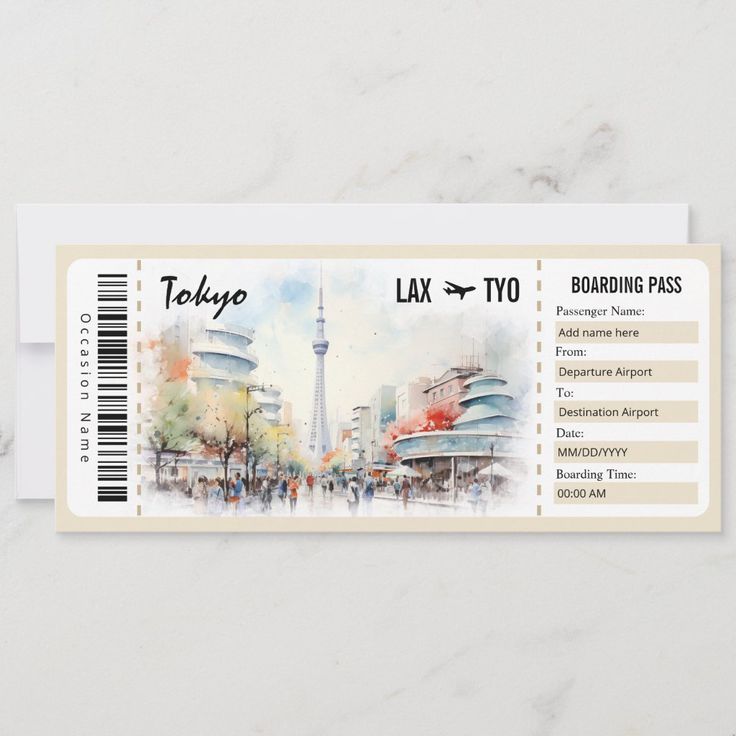 Occasion Name
Tokyo
LAX TYO
BOARDING PASS
Passenger Name:
Add name here
From:
Departure Airport
To:
Destination Airport
Date:
MM/DD/YYYY
Boarding Time:
00:00 AM